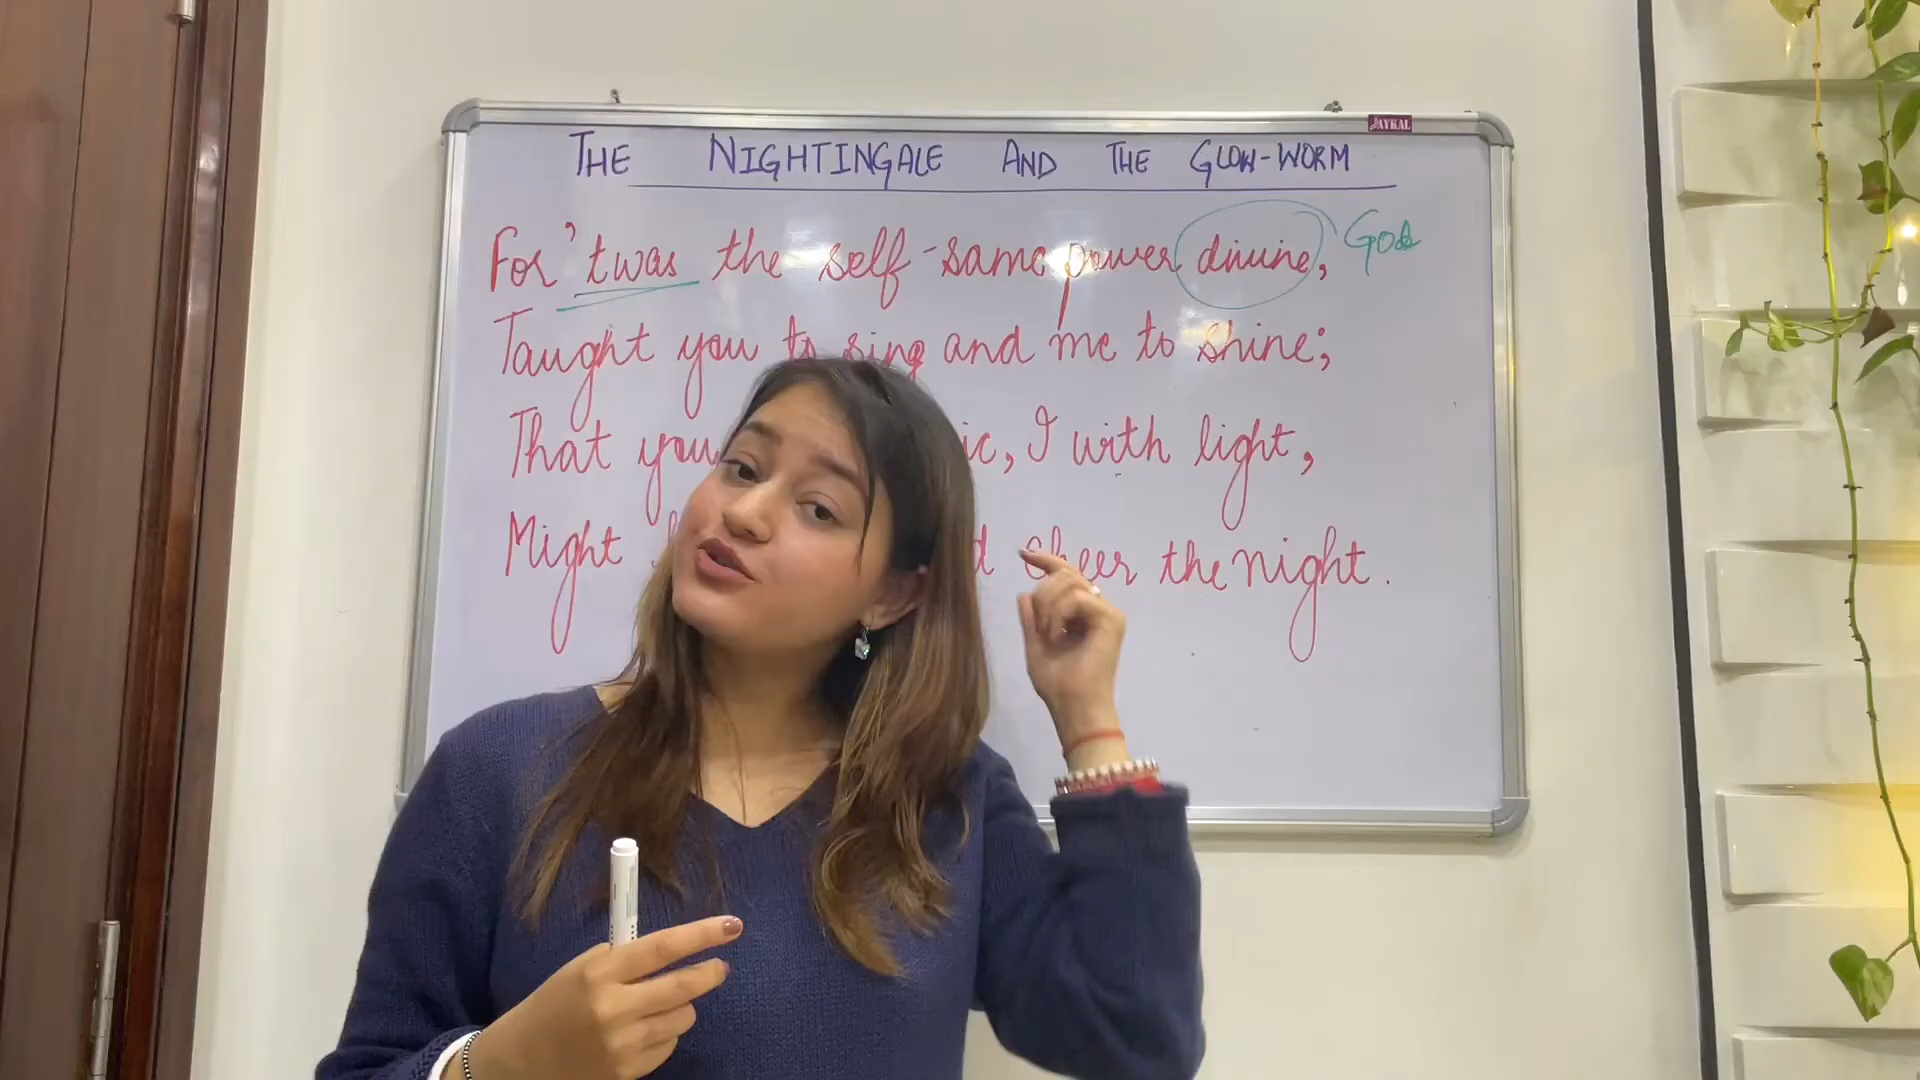 JAYKAL
THE NIGHTINGALE AND THE GLOW-WORM
For 'twas the self-same power divine, God
Taught you to sing and me to shine;
That you ic, I with light,
Might d cheer the night.